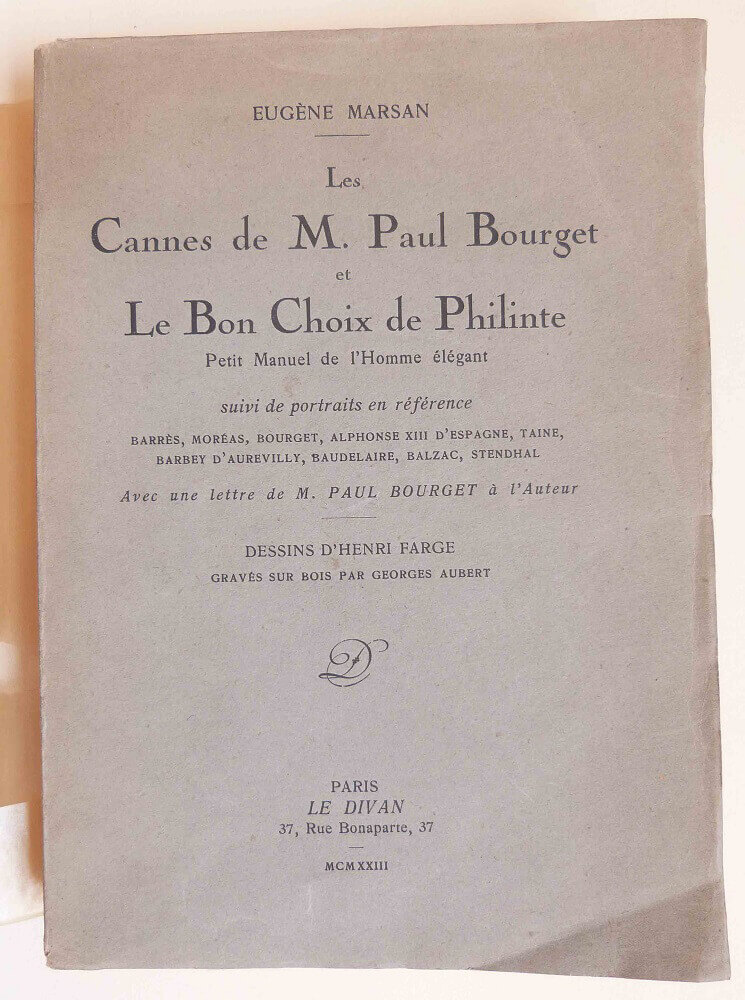 EUGÈNE MARSAN
Les
Cannes de M. Paul Bourget
et
Le Bon Choix de Philinte
Petit Manuel de l'Homme élégant
suivi de portraits en référence
BARRÈS, MORÉAS, BOURGET, ALPHONSE XIII D'ESPAGNE, TAINE,
BARBEY D'AUREVILLY, BAUDELAIRE, BALZAC, STENDHAL
Avec une lettre de M. PAUL BOURGET à l'Auteur
DESSINS D'HENRI FARGE
GRAVÉS SUR BOIS PAR GEORGES AUBERT
D
PARIS
LE DIVAN
37, Rue Bonaparte, 37
MCMXXIII